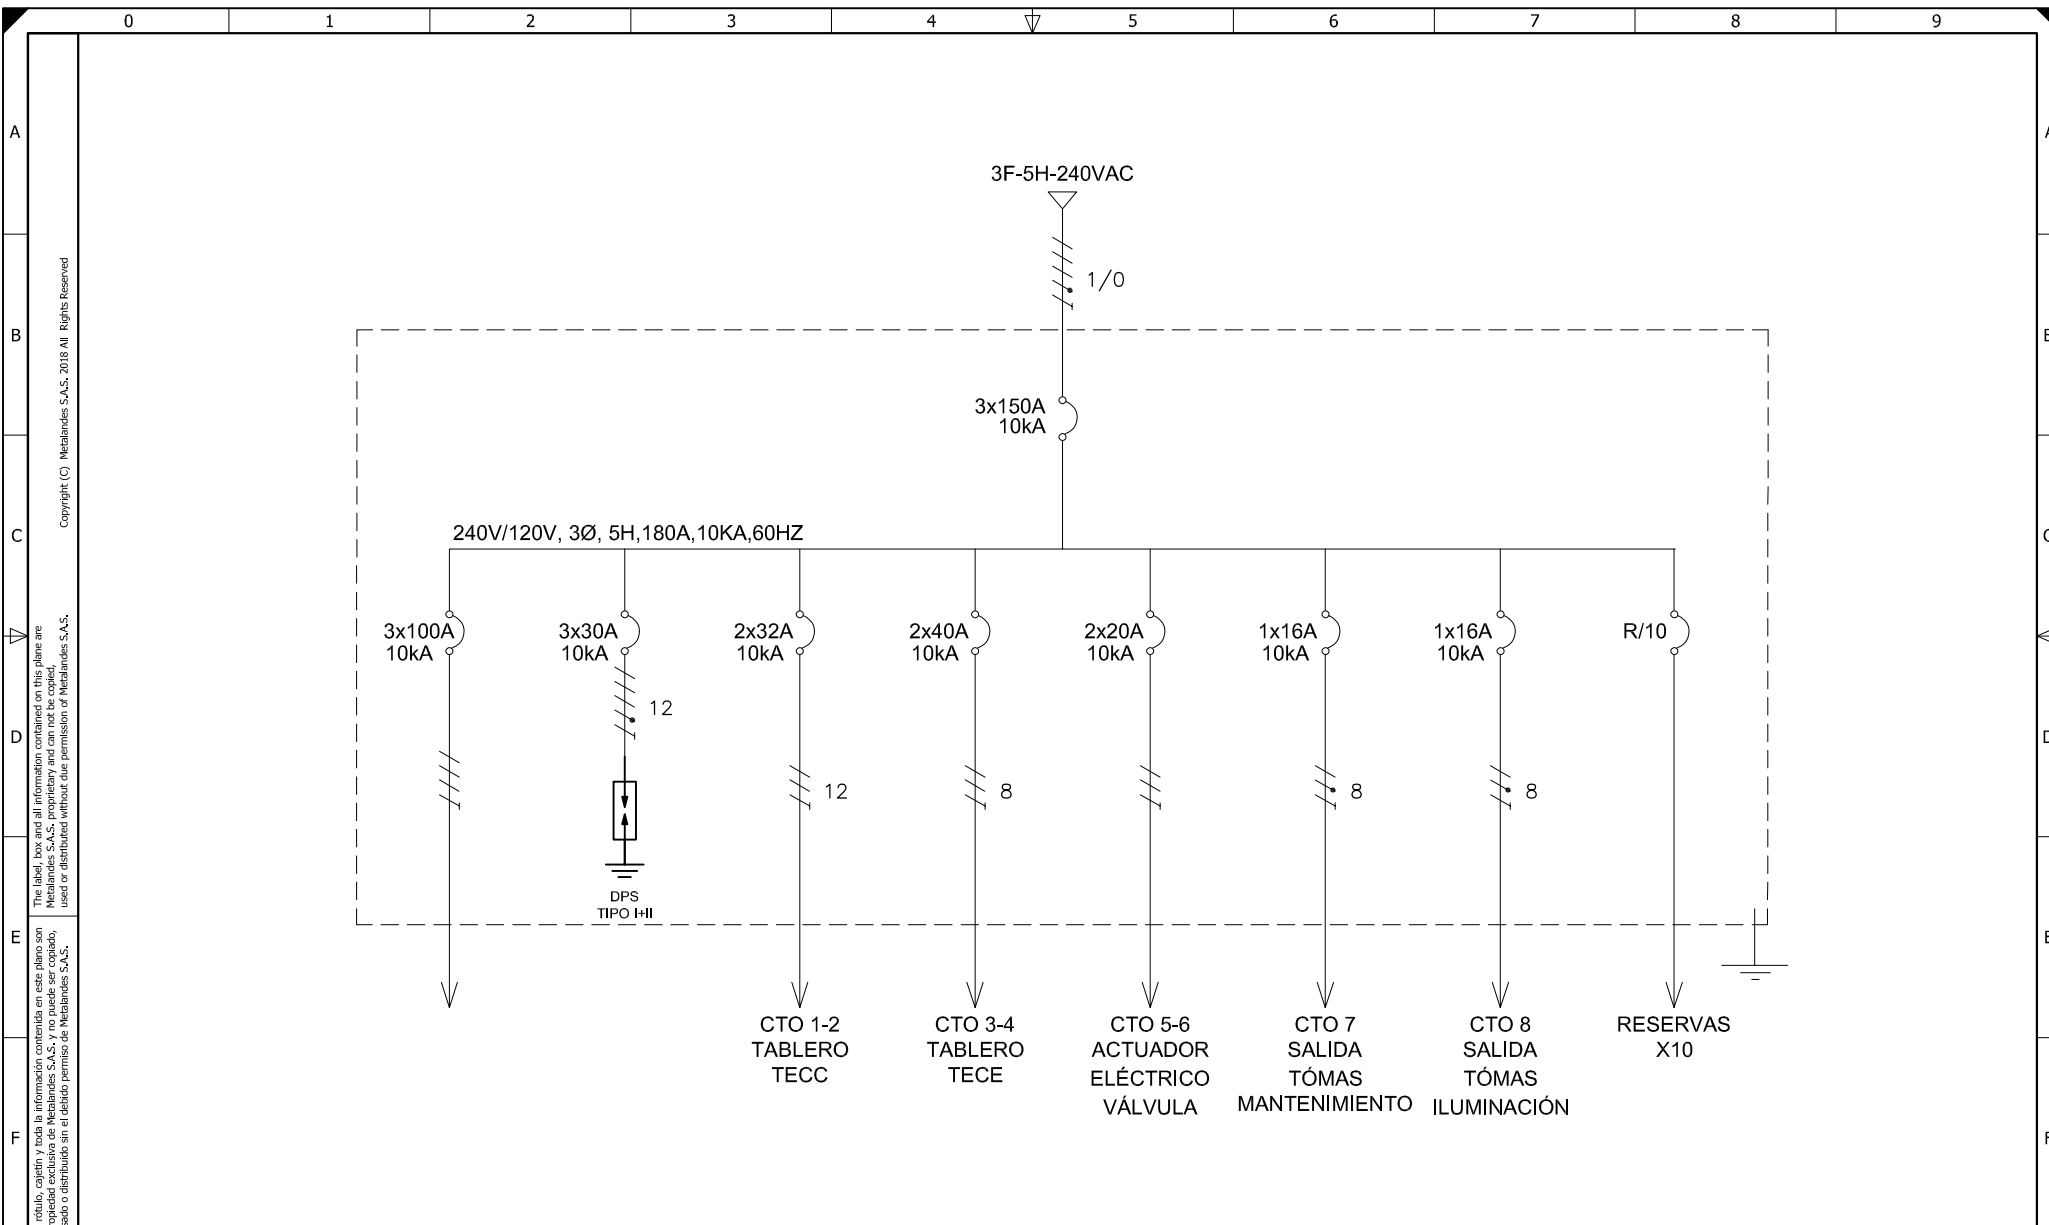 0 1 2 3 4 5 6 7 8 9
A
B
C
D
E
F
3F-5H-240VAC
1/0
3x150A
10kA
240V/120V, 3Ø, 5H,180A,10KA,60HZ
3x100A
10kA
3x30A
10kA
2x32A
10kA
2x40A
10kA
2x20A
10kA
1x16A
10kA
1x16A
10kA
R/10
12
12
8
8
8
DPS
TIPO I+II
CTO 1-2
TABLERO
TECC
CTO 3-4
TABLERO
TECE
CTO 5-6
ACTUADOR
ELÉCTRICO
VÁLVULA
CTO 7
SALIDA
TÓMAS
MANTENIMIENTO
CTO 8
SALIDA
TÓMAS
ILUMINACIÓN
RESERVAS
X10
Copyright (C) Metalandes S.A.S. 2018 All Rights Reserved
The label, box and all information contained on this plane are
Metalandes S.A.S. proprietary and can not be copied,
used or distributed without due permission of Metalandes S.A.S.
rótulo, cajetín y toda la información contenida en este plano son
exclusiva de Metalandes S.A.S. y no puede ser copiado,
o distribuido sin el debido permiso de Metalandes S.A.S.